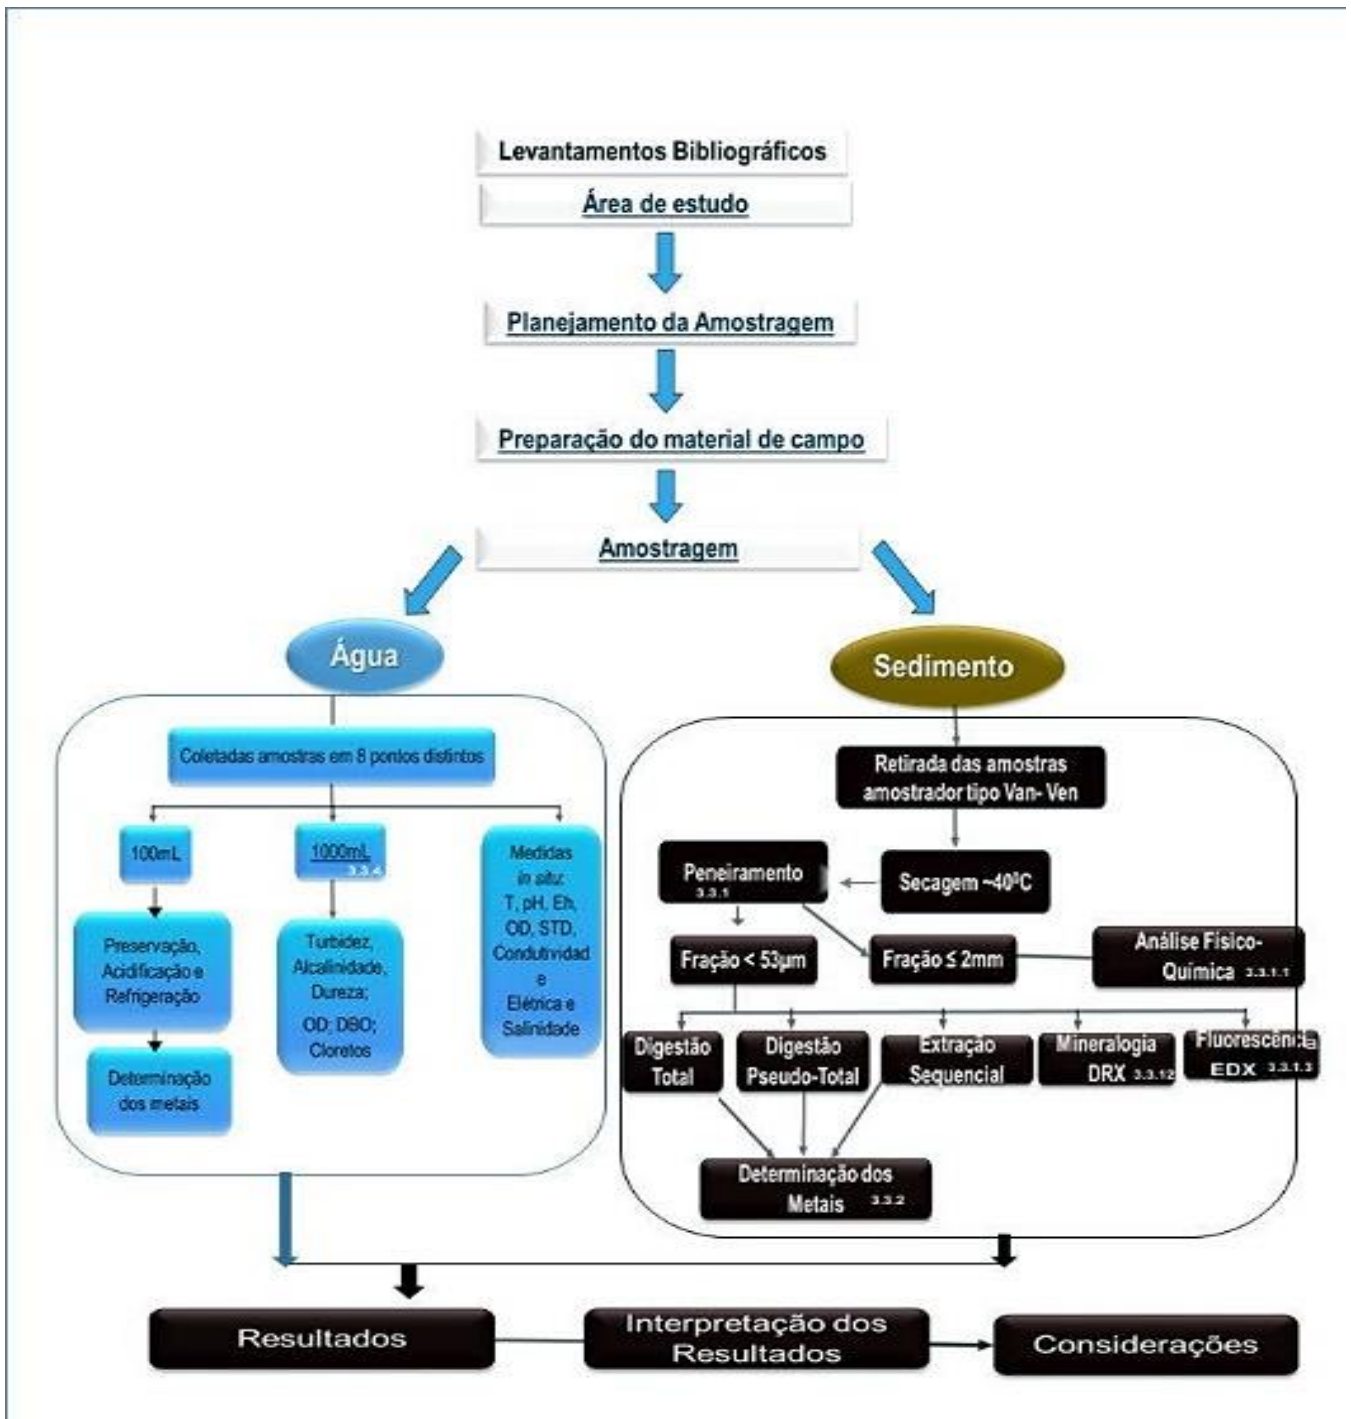 Levantamentos Bibliográficos
Área de estudo
Planejamento da Amostragem
Preparação do material de campo
Amostragem
Água
Coletadas amostras em 8 pontos distintos
100mL
Preservação,
Acidificação e
Refrigeração
Determinação
dos metais
1000mL
3.3.4
Turbidez,
Alcalinidade,
Dureza;
OD; DBO;
Cloretos
Medidas
in situ:
T, pH, Eh,
OD, STD,
Condutividad
e
Elétrica e
Salinidade
Sedimento
Retirada das amostras
amostrador tipo Van- Ven
Secagem ~40⁰C
Peneiramento
3.3.1
Fração < 53µm
Fração ≤ 2mm
Análise Físico-
Química 3.3.1.1
Digestão
Total
Digestão
Pseudo-Total
Extração
Sequencial
Mineralogia
DRX 3.3.12
Fluorescência
EDX 3.3.1.3
Determinação dos
Metais 3.3.2
Resultados
Interpretação dos
Resultados
Considerações